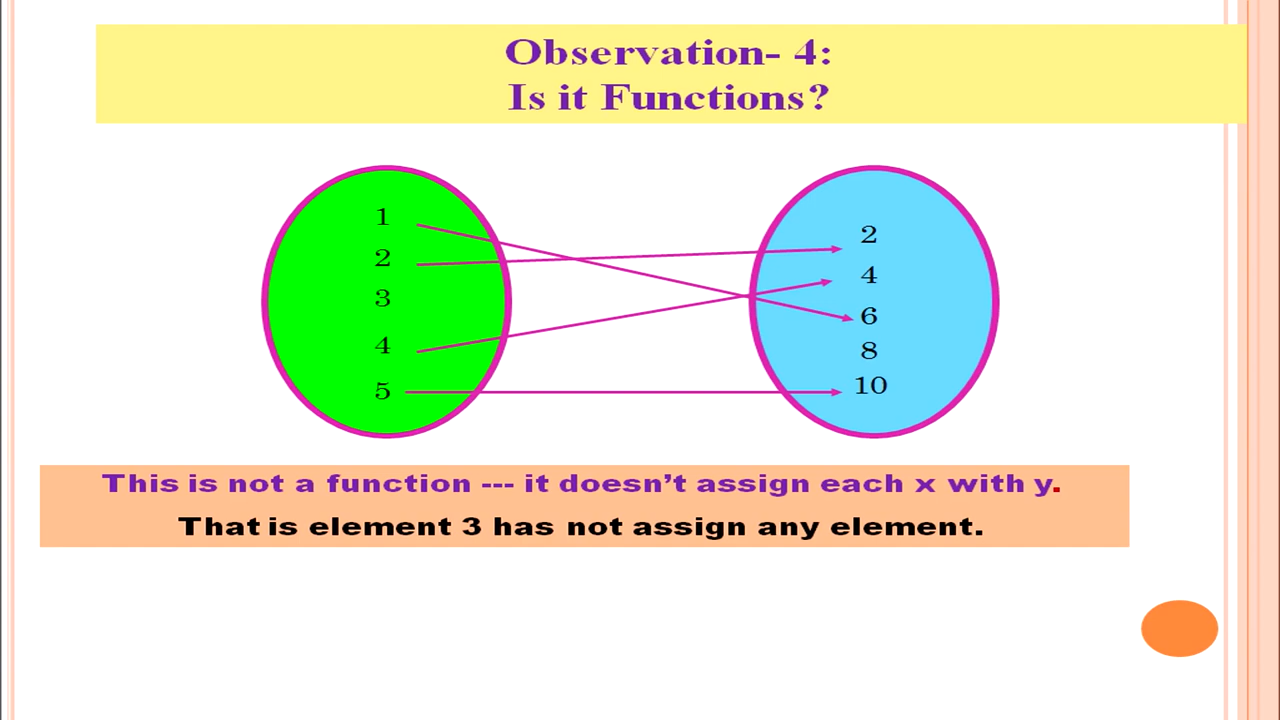 Observation- 4:
Is it Functions?
1
2
3
4
5
2
4
6
8
10
This is not a function --- it doesn’t assign each x with y.
That is element 3 has not assign any element.